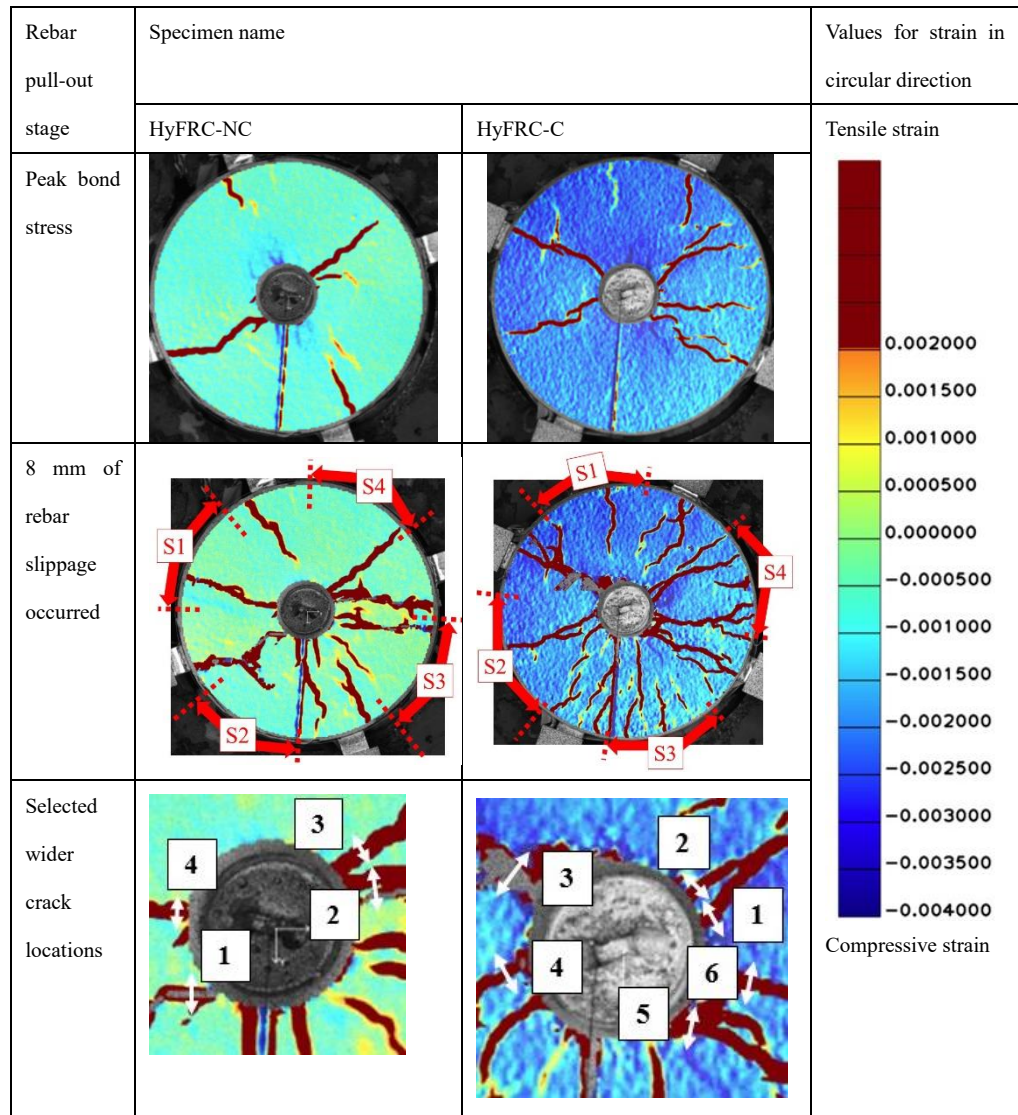 Rebar
pull-out
stage
Specimen name
Values for strain in
circular direction
HyFRC-NC
HyFRC-C
Tensile strain
Peak bond
stress
0.002000
0.001500
0.001000
0.000500
0.000000
-0.000500
-0.001000
-0.001500
-0.002000
-0.002500
-0.003000
-0.003500
-0.004000
Compressive strain
8 mm of
rebar
slippage
occurred
S1
S4
S3
S2
S1
S4
S2
S3
Selected
wider
crack
locations
3
4
2
1
2
3
1
4
6
5